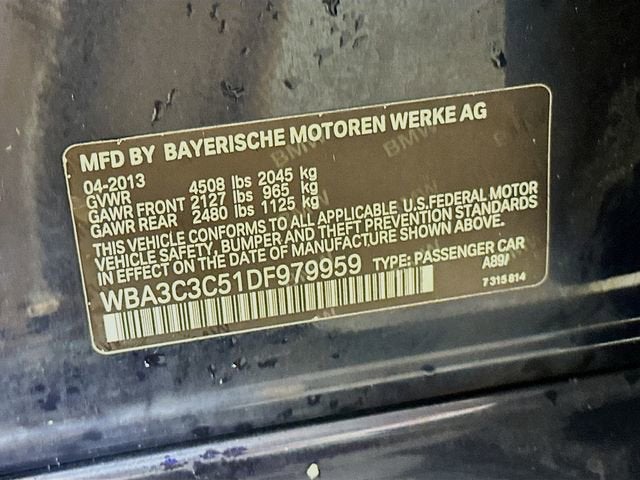 MFD BY BAYERISCHE MOTOREN WERKE AG
04-2013
GVWR 4508 lbs 2045 kg
GAWR FRONT 2127 lbs 965 kg
GAWR REAR 2480 lbs 1125 kg
THIS VEHICLE CONFORMS TO ALL APPLICABLE U.S.FEDERAL MOTOR
VEHICLE SAFETY, BUMPER AND THEFT PREVENTION STANDARDS
IN EFFECT ON THE DATE OF MANUFACTURE SHOWN ABOVE.
WBA3C3C51DF979959 TYPE: PASSENGER CAR
A89/
7 315 814